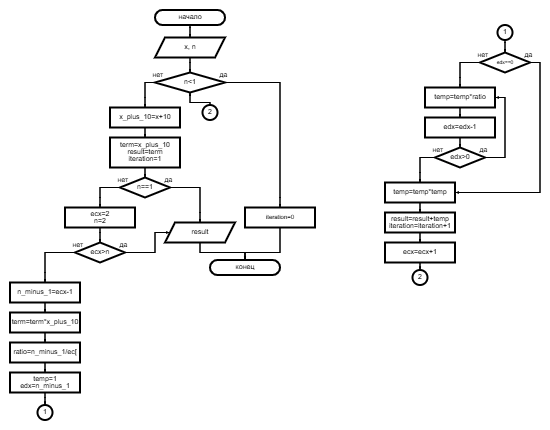 начало
x, n
нет
да
n<1
2
x_plus_10=x+10
term=x_plus_10
result=term
iteration=1
нет
да
n==1
ecx=2
n=2
result
iteration=0
нет
да
ecx>n
конец
n_minus_1=ecx-1
term=term*x_plus_10
ratio=n_minus_1/ec[
temp=1
edx=n_minus_1
1
1
нет
да
edx==0
temp=temp*ratio
edx=edx-1
нет
да
edx>0
temp=temp*temp
result=result+temp
iteration=iteration+1
ecx=ecx+1
2